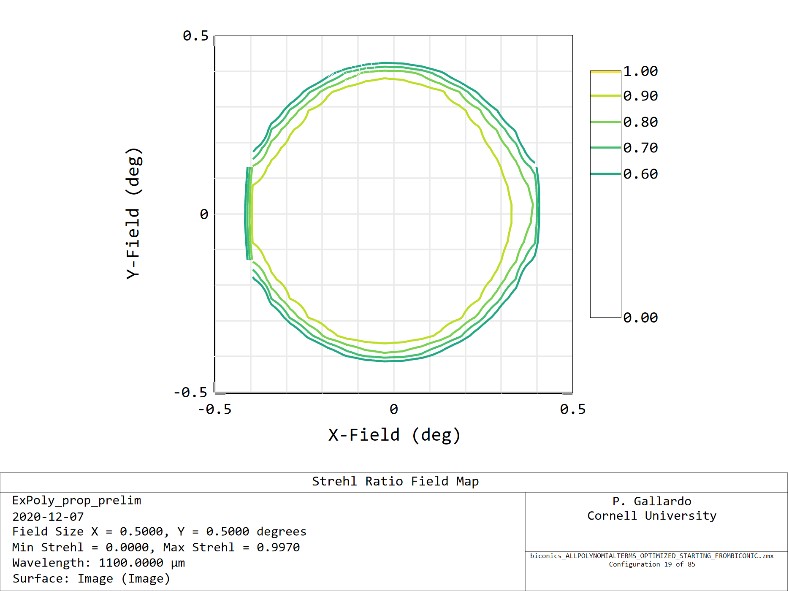 0.5
0
-0.5
Y-Field (deg)
-0.5
0
0.5
X-Field (deg)
1.00
0.90
0.80
0.70
0.60
0.00
Strehl Ratio Field Map
ExPoly_prop_prelim
2020-12-07
Field Size X = 0.5000, Y = 0.5000 degrees
Min Strehl = 0.0000, Max Strehl = 0.9970
Wavelength: 1100.0000 μm
Surface: Image (Image)
P. Gallardo
Cornell University
biconics_ALLPOLYNOMIALTERMS_OPTIMIZED_STARTING_FROMBICONIC.zmx
Configuration 19 of 85